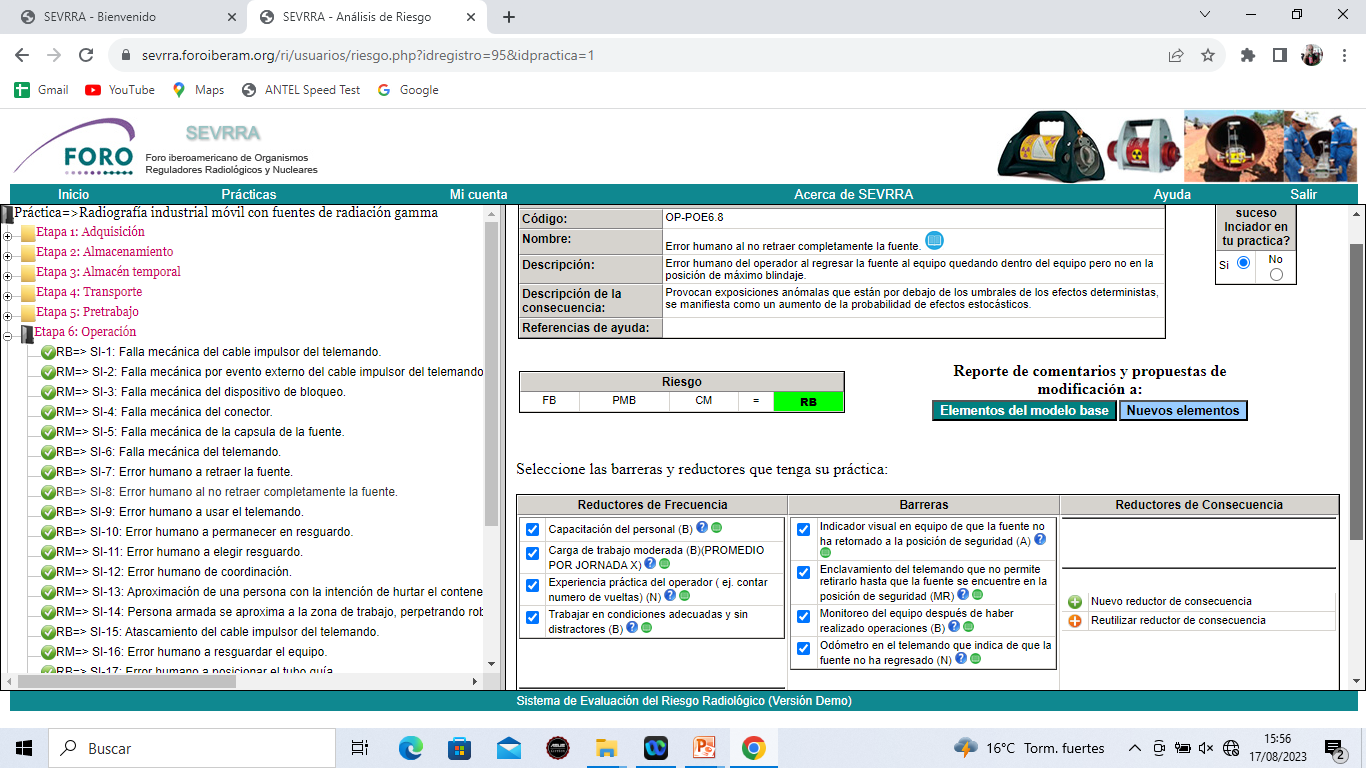 SEVRRA - Bienvenido
SEVRRA - Análisis de Riesgo
sevrra.foroiberam.org/ri/usuarios/riesgo.php?idregistro=95&idpractica=1
Gmail YouTube Maps ANTEL Speed Test Google
FORO
SEVRRA
Foro iberoamericano de Organismos
Reguladores Radiológicos y Nucleares
Inicio Prácticas Mi cuenta Acerca de SEVRRA Ayuda Salir
Práctica=>Radiografía industrial móvil con fuentes de radiación gamma
Etapa 1: Adquisición
Etapa 2: Almacenamiento
Etapa 3: Almacén temporal
Etapa 4: Transporte
Etapa 5: Pretrabajo
Etapa 6: Operación
RB=> SI-1: Falla mecánica del cable impulsor del telemando.
RM=> SI-2: Falla mecánica por evento externo del cable impulsor del telemando
RM=> SI-3: Falla mecánica del dispositivo de bloqueo.
RM=> SI-4: Falla mecánica del conector.
RM=> SI-5: Falla mecánica de la capsula de la fuente.
RB=> SI-6: Falla mecánica del telemando.
RB=> SI-7: Error humano a retraer la fuente.
RB=> SI-8: Error humano al no retraer completamente la fuente.
RB=> SI-9: Error humano a usar el telemando.
RB=> SI-10: Error humano a permanecer en resguardo.
RM=> SI-11: Error humano a elegir resguardo.
RM=> SI-12: Error humano de coordinación.
RM=> SI-13: Aproximación de una persona con la intención de hurtar el contene
RM=> SI-14: Persona armada se aproxima a la zona de trabajo, perpetrando rob
RB=> SI-15: Atascamiento del cable impulsor del telemando.
RM=> SI-16: Error humano a resguardar el equipo.
RB=> SI-17: Error humano a posicionar el tubo guía
Código: OP-POE6.8
Nombre: Error humano al no retraer completamente la fuente.
Descripción: Error humano del operador al regresar la fuente al equipo quedando dentro del equipo pero no en la
posición de máximo blindaje.
Descripción de la
consecuencia:
Provocan exposiciones anómalas que están por debajo de los umbrales de los efectos deterministas,
se manifiesta como un aumento de la probabilidad de efectos estocásticos.
Referencias de ayuda:
suceso
Inciador en
tu practica?
Si No
Riesgo
FB PMB CM = RB
Reporte de comentarios y propuestas de
modificación a:
Elementos del modelo base Nuevos elementos
Seleccione las barreras y reductores que tenga su práctica:
Reductores de Frecuencia
Capacitación del personal (B)
Carga de trabajo moderada (B)(PROMEDIO
POR JORNADA X)
Experiencia práctica del operador ( ej. contar
numero de vueltas) (N)
Trabajar en condiciones adecuadas y sin
distractores (B)
Barreras
Indicador visual en equipo de que la fuente no
ha retornado a la posición de seguridad (A)
Enclavamiento del telemando que no permite
retirarlo hasta que la fuente se encuentre en la
posición de seguridad (MR)
Monitoreo del equipo después de haber
realizado operaciones (B)
Odómetro en el telemando que indica de que la
fuente no ha regresado (N)
Reductores de Consecuencia
Nuevo reductor de consecuencia
Reutilizar reductor de consecuencia
Sistema de Evaluación del Riesgo Radiológico (Versión Demo)
Buscar
16°C Torm. fuertes
15:56
17/08/2023
2